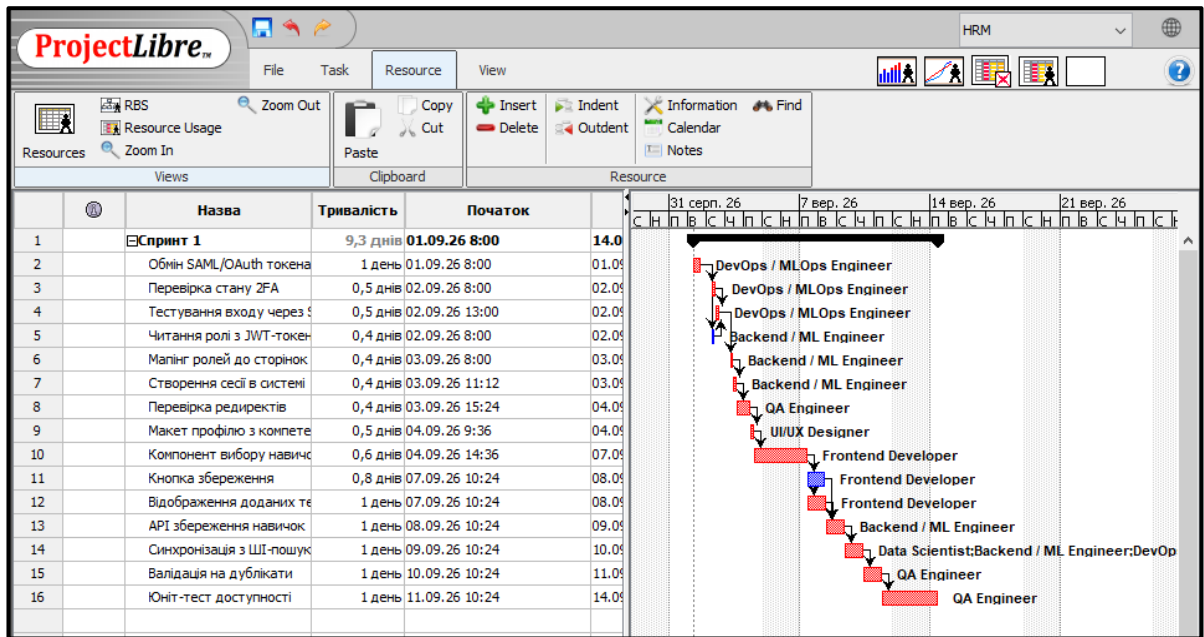 ProjectLibre™
HRM
File Task Resource View
RBS Zoom Out Copy Insert Indent Information Find
Resource Usage Cut Delete Outdent Calendar
Resources Zoom In Paste Notes
Views Clipboard Resource
Назва Тривалість Початок 31 серп. 26 7 вер. 26 14 вер. 26 21 вер. 26
С Н П В С Ч П С Н П В С Ч П С Н П В С Ч П С Н П В С Ч П С Н
1 Спринт 1 9,3 днів 01.09.26 8:00 14.0
2 Обмін SAML/OAuth токена 1 день 01.09.26 8:00 01.09 DevOps / MLOps Engineer
3 Перевірка стану 2FA 0,5 днів 02.09.26 8:00 02.09 DevOps / MLOps Engineer
4 Тестування входу через S 0,5 днів 02.09.26 13:00 02.09 DevOps / MLOps Engineer
5 Читання ролі з JWT-токен 0,4 днів 02.09.26 8:00 02.09 Backend / ML Engineer
6 Мапінг ролей до сторінок 0,4 днів 03.09.26 8:00 03.09 Backend / ML Engineer
7 Створення сесії в системі 0,4 днів 03.09.26 11:12 03.09 Backend / ML Engineer
8 Перевірка редиректів 0,4 днів 03.09.26 15:24 04.09 QA Engineer
9 Макет профілю з компете 0,5 днів 04.09.26 9:36 04.09 UI/UX Designer
10 Компонент вибору навичо 0,6 днів 04.09.26 14:36 07.09 Frontend Developer
11 Кнопка збереження 0,8 днів 07.09.26 10:24 08.09 Frontend Developer
12 Відображення доданих те 1 день 07.09.26 10:24 08.09 Frontend Developer
13 API збереження навичок 1 день 08.09.26 10:24 09.09 Backend / ML Engineer
14 Синхронізація з ШІ-пошук 1 день 09.09.26 10:24 10.09 Data Scientist;Backend / ML Engineer;DevOp
15 Валідація на дублікати 1 день 10.09.26 10:24 11.09 QA Engineer
16 Юніт-тест доступності 1 день 11.09.26 10:24 14.09 QA Engineer